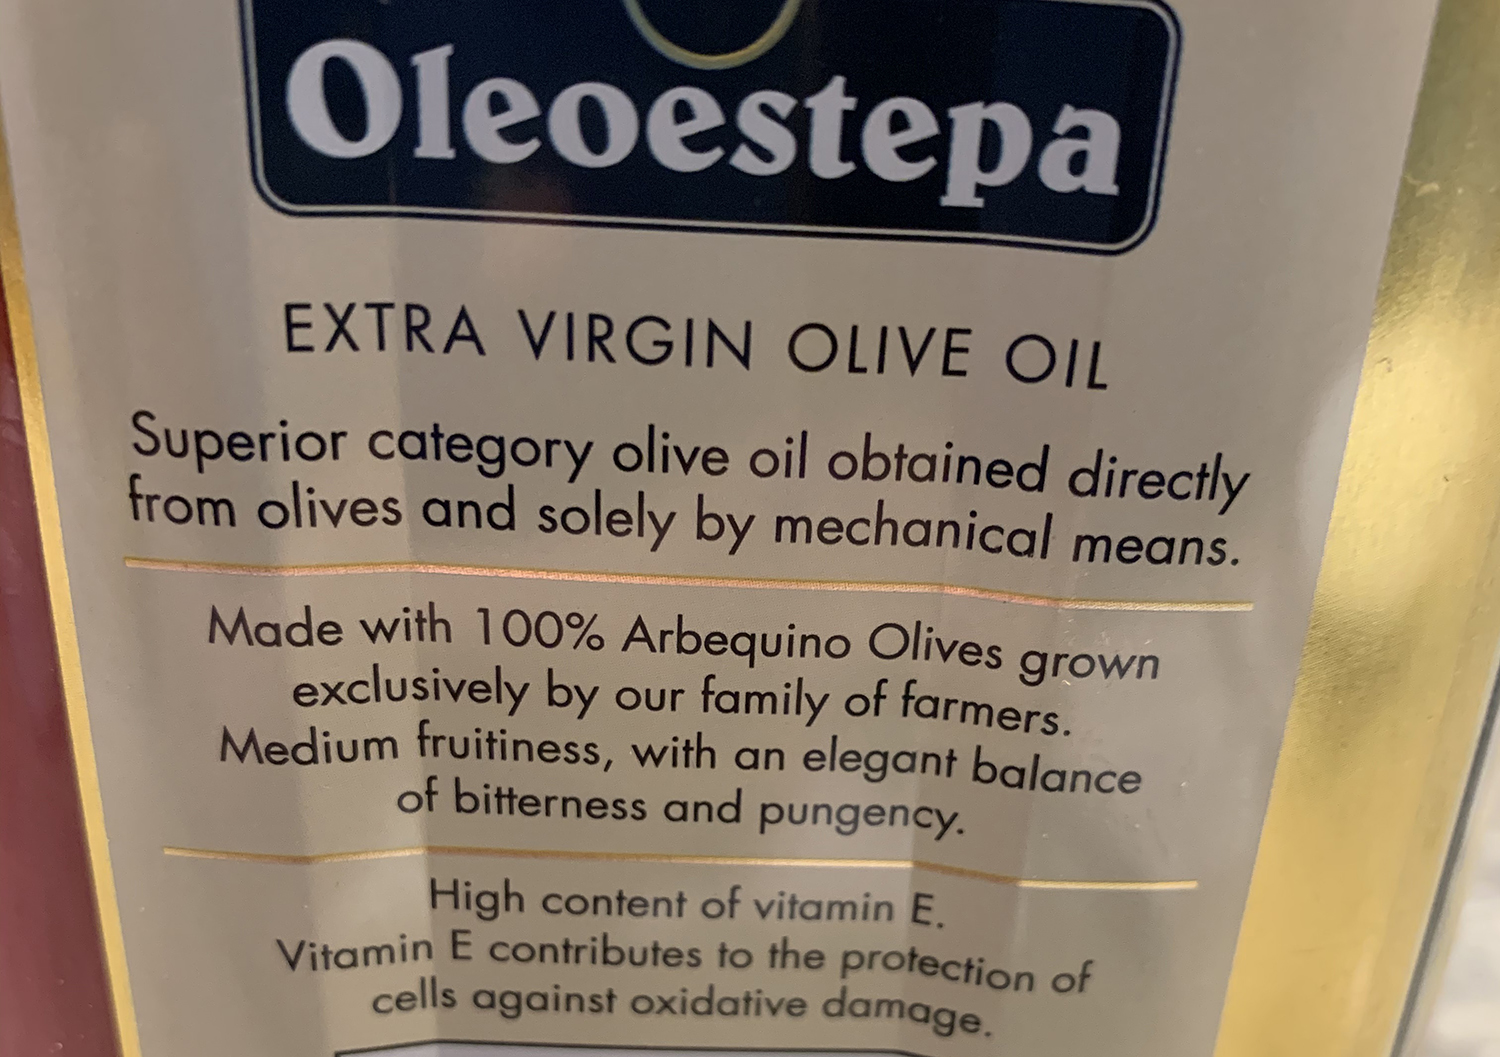 Oleoestepa
EXTRA VIRGIN OLIVE OIL
Superior category olive oil obtained directly
from olives and solely by mechanical means.
Made with 100% Arbequino Olives grown
exclusively by our family of farmers.
Medium fruitiness, with an elegant balance
of bitterness and pungency.
High content of vitamin E.
Vitamin E contributes to the protection of
cells against oxidative damage.